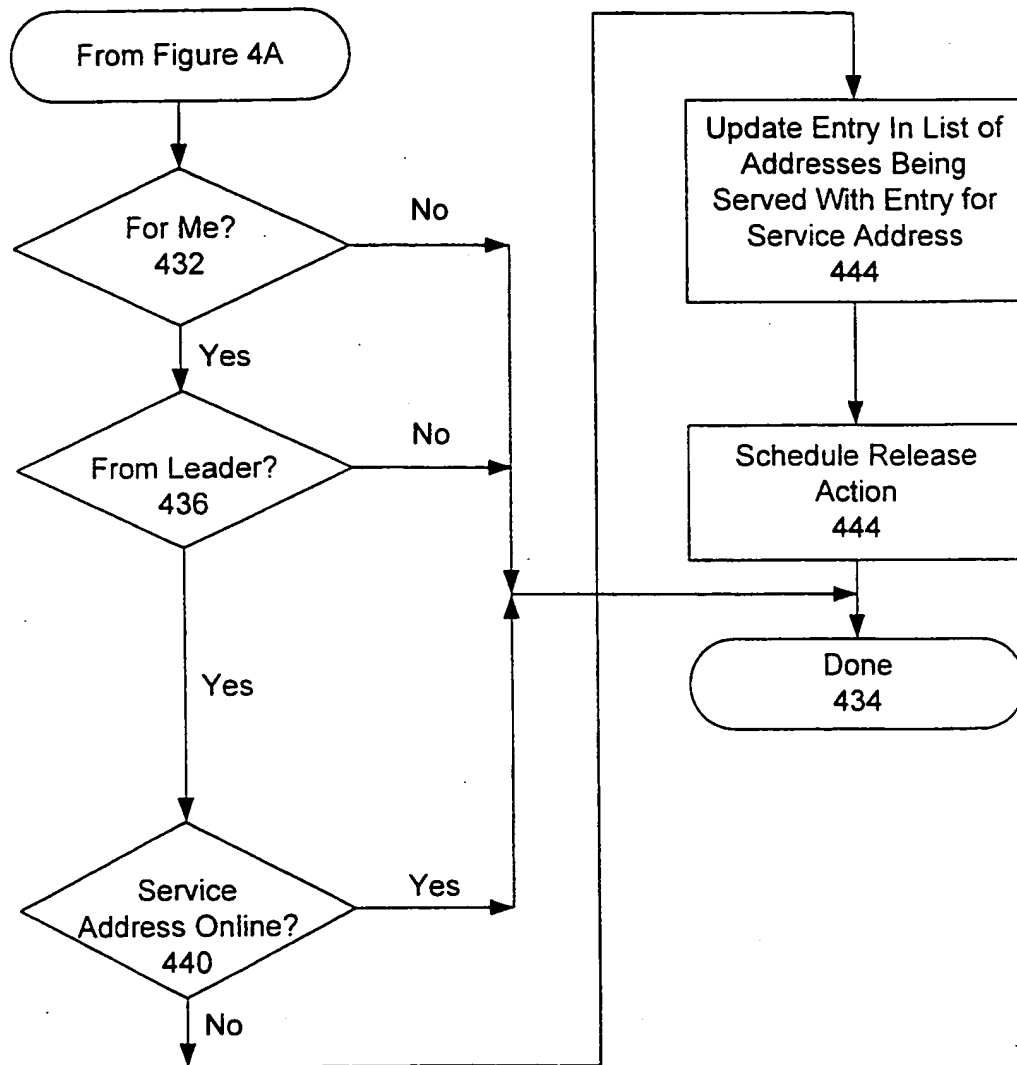 From Figure 4A
For Me?
432
No
Yes
From Leader?
436
No
Yes
Service
Address Online?
440
Yes
No
Update Entry In List of
Addresses Being
Served With Entry for
Service Address
444
Schedule Release
Action
444
Done
434